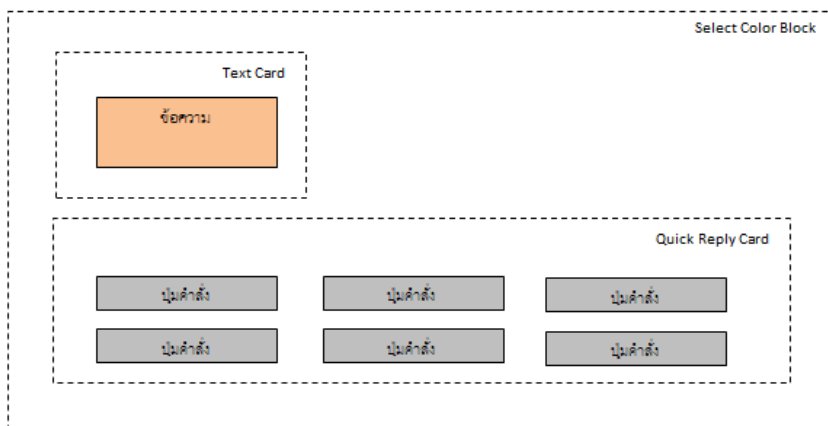 Select Color Block
Text Card
ข้อความ
Quick Reply Card
ปุ่มคำสั่ง ปุ่มคำสั่ง ปุ่มคำสั่ง
ปุ่มคำสั่ง ปุ่มคำสั่ง ปุ่มคำสั่ง